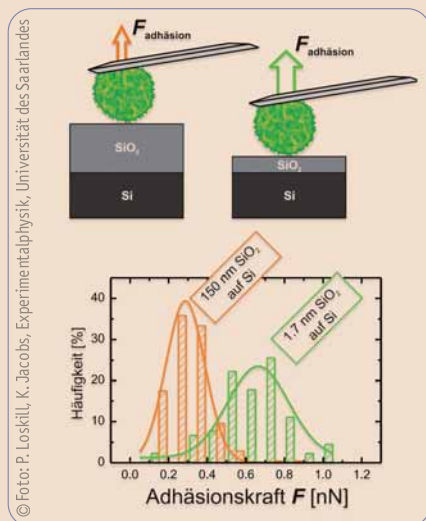 © Foto: P. Loskill, K. Jacobs, Experimentalphysik, Universität des Saarlandes
F adhäsion
F adhäsion
SiO₂
Si
SiO₂
Si
150 nm SiO₂
auf Si
1.7 nm SiO₂
auf Si
Häufigkeit [%]
40
30
20
10
0
0.0 0.2 0.4 0.6 0.8 1.0 1.2
Adhäsionskraft F [nN]